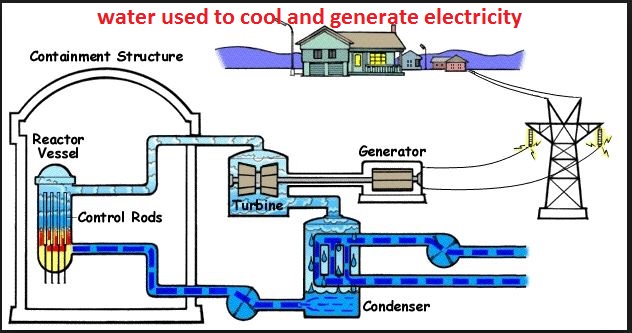 water used to cool and generate electricity
Containment Structure
Reactor
Vessel
Generator
Turbine
Control Rods
Condenser